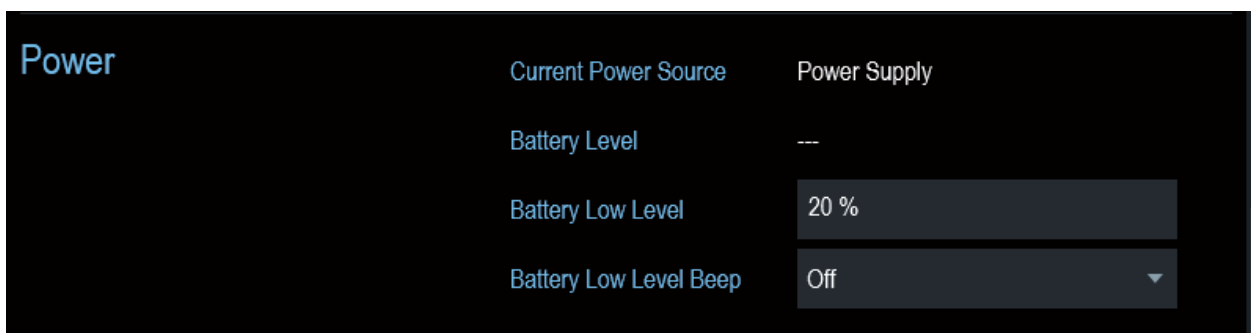 Power
Current Power Source Power Supply
Battery Level ---
Battery Low Level 20 %
Battery Low Level Beep Off